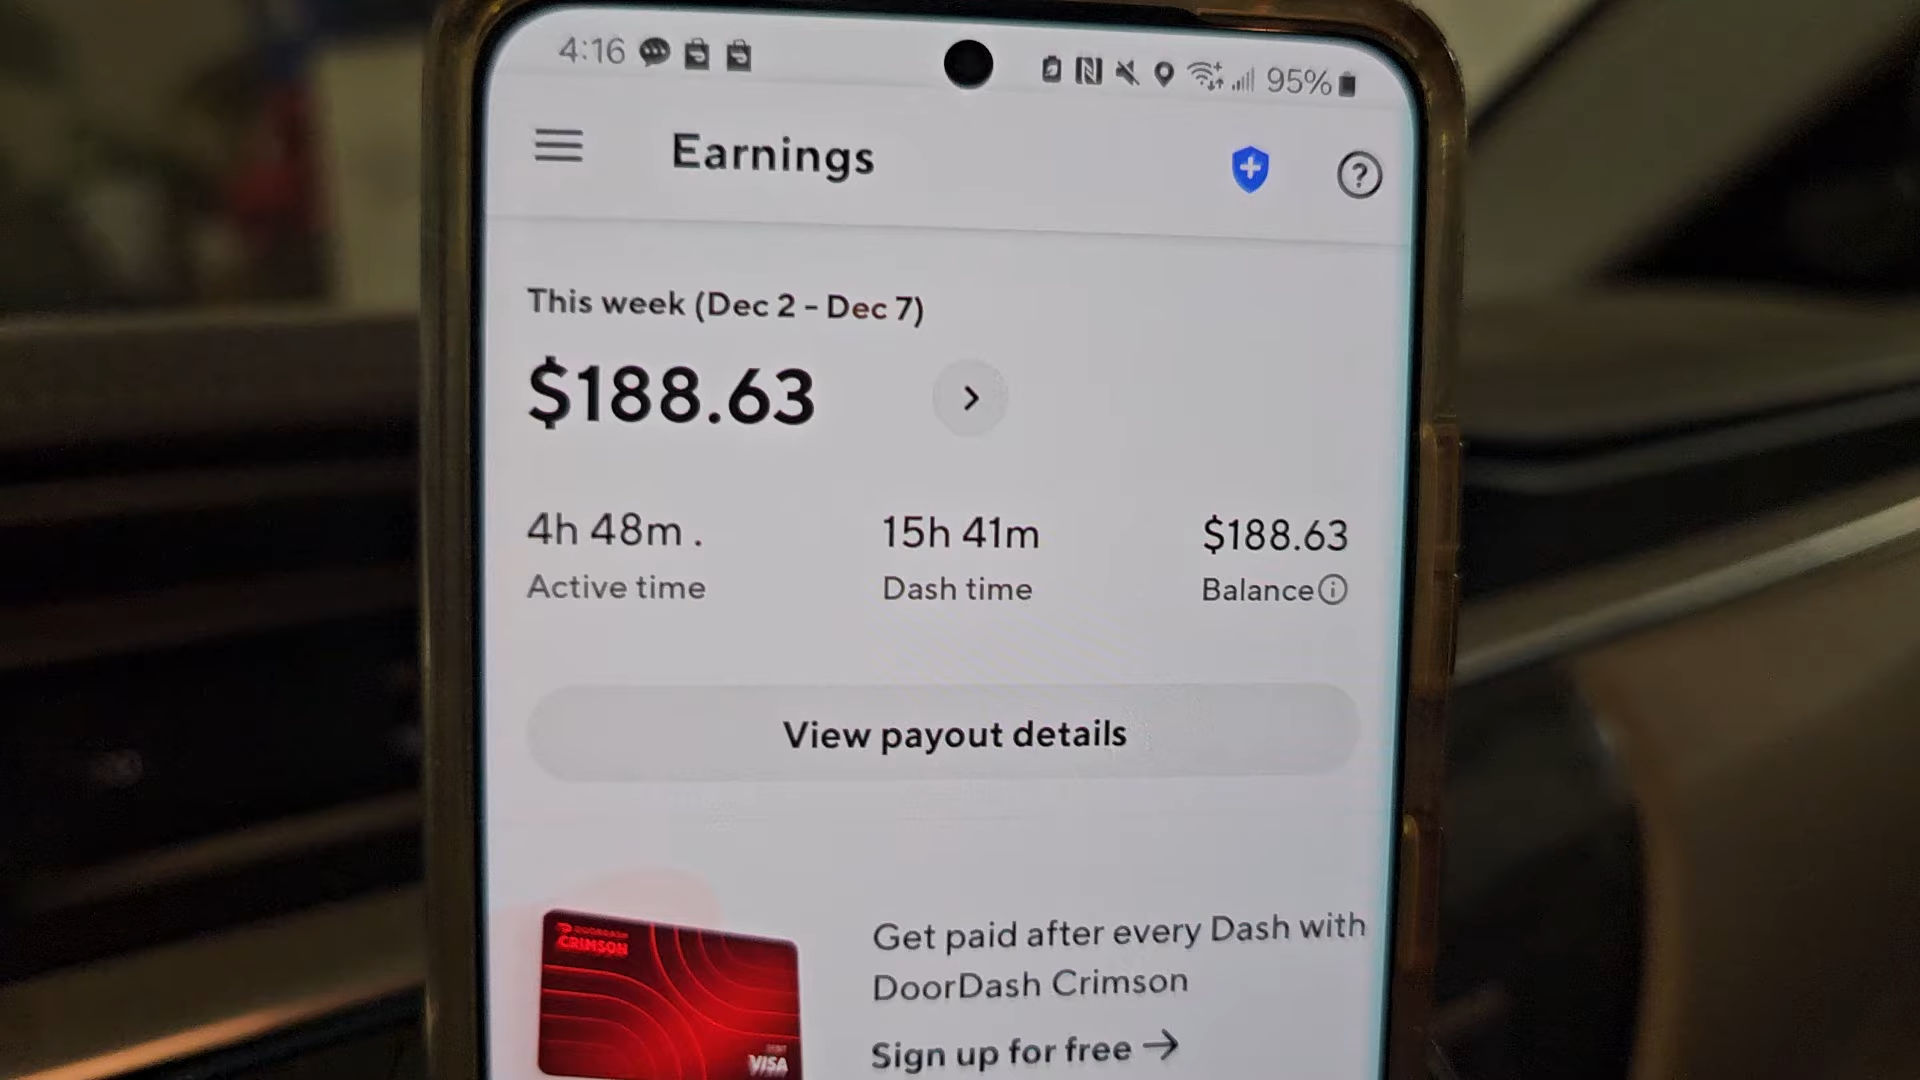 4:16 95%
Earnings
This week (Dec 2 - Dec 7)
$188.63
4h 48m . 15h 41m $188.63
Active time Dash time Balance
View payout details
Get paid after every Dash with
DoorDash Crimson
Sign up for free
DOORDASH
CRIMSON
DEBIT
VISA